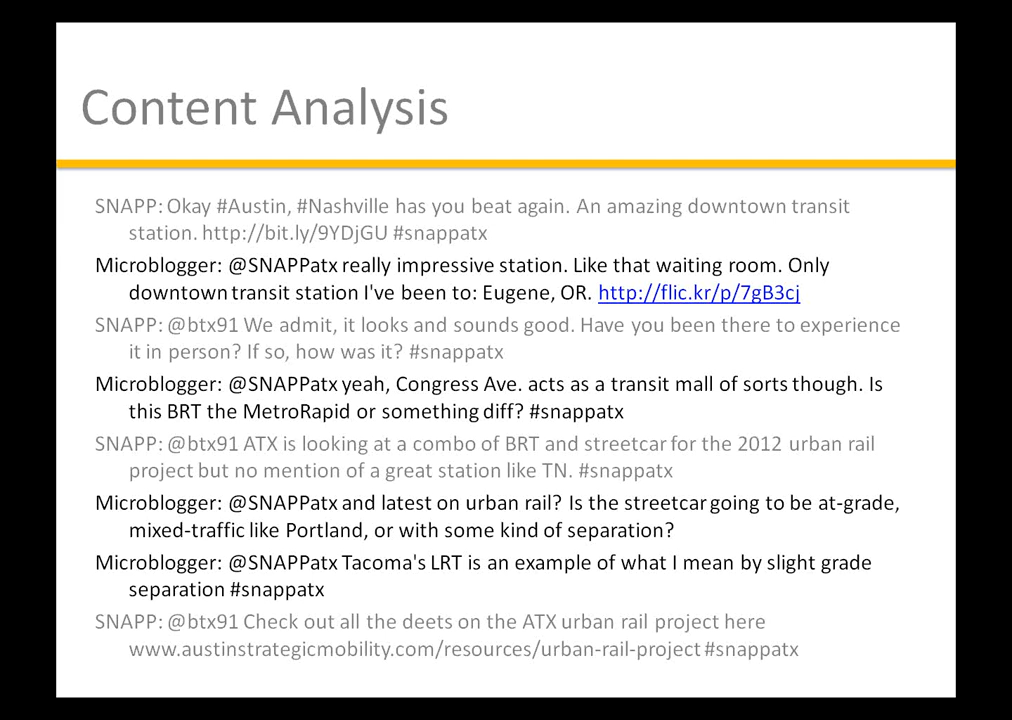 Content Analysis
SNAPP: Okay #Austin, #Nashville has you beat again. An amazing downtown transit
station. http://bit.ly/9YDjGU #snappatx
Microblogger: @SNAPPatx really impressive station. Like that waiting room. Only
downtown transit station I've been to: Eugene, OR. http://flic.kr/p/7gB3cj
SNAPP: @btx91 We admit, it looks and sounds good. Have you been there to experience
it in person? If so, how was it? #snappatx
Microblogger: @SNAPPatx yeah, Congress Ave. acts as a transit mall of sorts though. Is
this BRT the MetroRapid or something diff? #snappatx
SNAPP: @btx91 ATX is looking at a combo of BRT and streetcar for the 2012 urban rail
project but no mention of a great station like TN. #snappatx
Microblogger: @SNAPPatx and latest on urban rail? Is the streetcar going to be at-grade,
mixed-traffic like Portland, or with some kind of separation?
Microblogger: @SNAPPatx Tacoma's LRT is an example of what I mean by slight grade
separation #snappatx
SNAPP: @btx91 Check out all the deets on the ATX urban rail project here
www.austinstrategicmobility.com/resources/urban-rail-project #snappatx